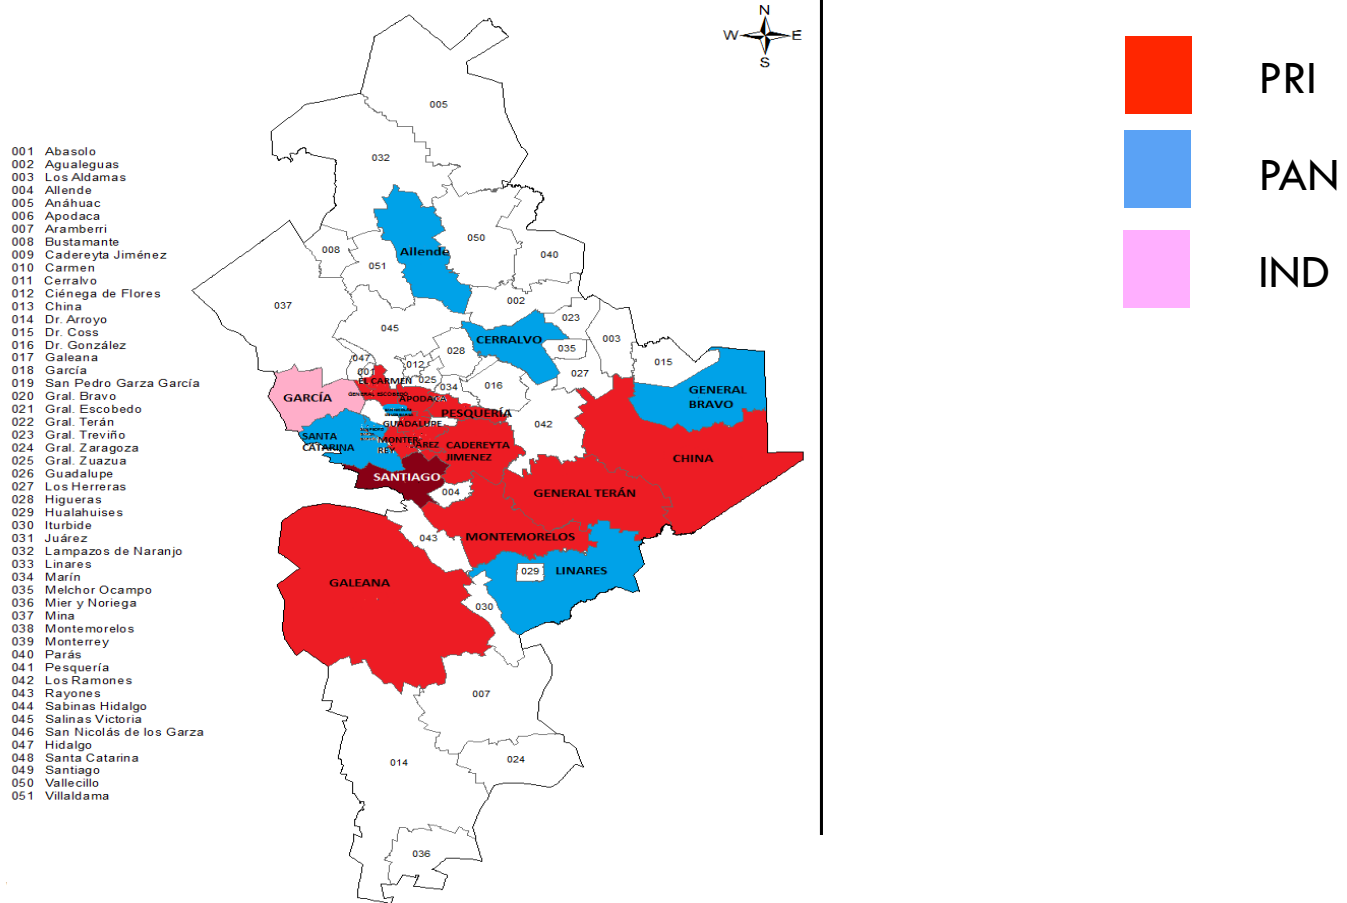 N
W E
S
PRI
PAN
IND
001 Abasolo
002 Agualeguas
003 Los Aldamas
004 Allende
005 Anáhuac
006 Apodaca
007 Aramberri
008 Bustamante
009 Cadereyta Jiménez
010 Carmen
011 Cerralvo
012 Ciénega de Flores
013 China
014 Dr. Arroyo
015 Dr. Coss
016 Dr. González
017 Galeana
018 García
019 San Pedro Garza García
020 Gral. Bravo
021 Gral. Escobedo
022 Gral. Terán
023 Gral. Treviño
024 Gral. Zaragoza
025 Gral. Zuazua
026 Guadalupe
027 Los Herreras
028 Higueras
029 Hualahuises
030 Iturbide
031 Juárez
032 Lampazos de Naranjo
033 Linares
034 Marín
035 Melchor Ocampo
036 Mier y Noriega
037 Mina
038 Montemorelos
039 Monterrey
040 Parás
041 Pesquería
042 Los Ramones
043 Rayones
044 Sabinas Hidalgo
045 Salinas Victoria
046 San Nicolás de los Garza
047 Hidalgo
048 Santa Catarina
049 Santiago
050 Vallecillo
051 Villaldama
005
032
050
008
Allende
040
051
002
037
023
045
CERRALVO
003
028
035
047
015
012
001
027
025
EL CARMEN
034
016
GENERAL
BRAVO
GENERAL ESCOBEDO
GARCÍA
APODACA
PESQUERÍA
GUADALUPE
042
SANTA
CATARINA
MONTER-
REY
JUAREZ
CADEREYTA
JIMENEZ
CHINA
SANTIAGO
004
GENERAL TERÁN
043
MONTEMORELOS
029
LINARES
GALEANA
030
007
014
024
036